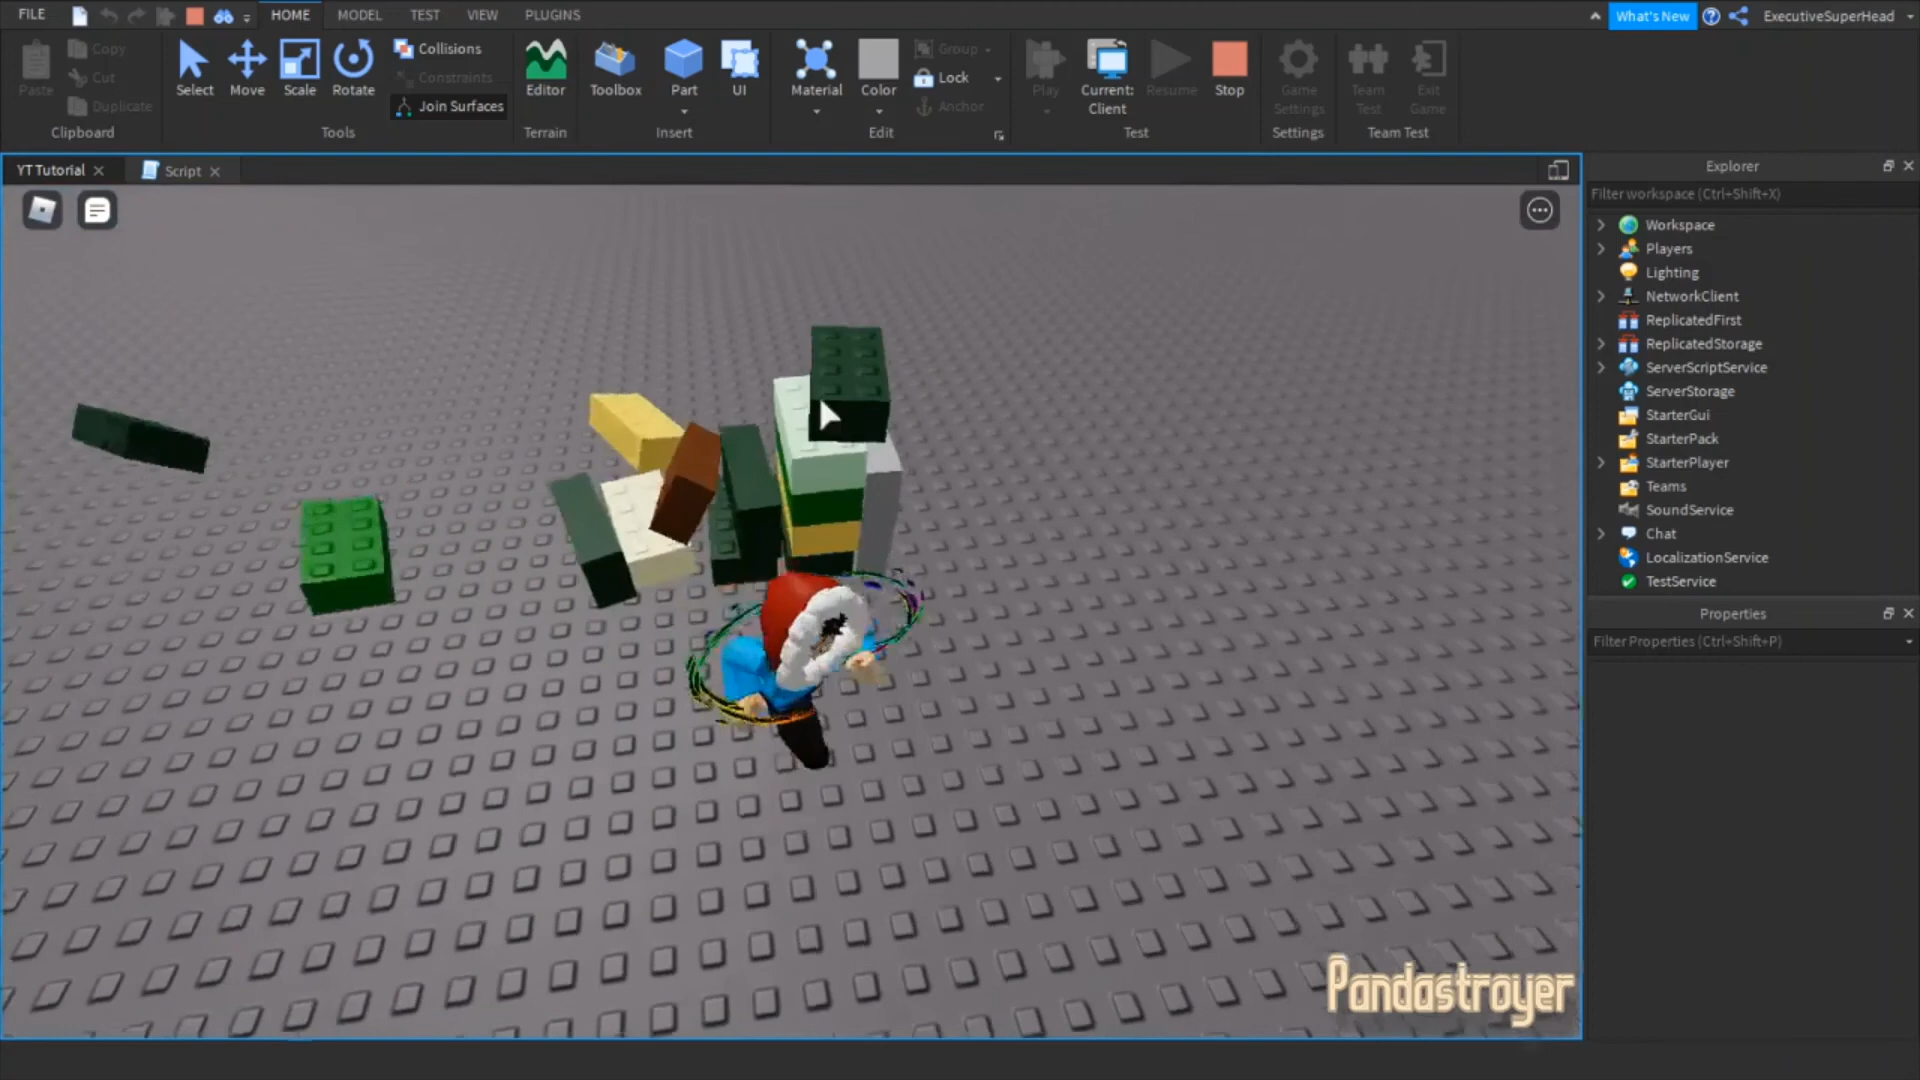 FILE
HOME
MODEL
TEST
VIEW
PLUGINS
What's New
ExecutiveSuperHead
Paste
Copy
Cut
Duplicate
Clipboard
Select
Move
Scale
Rotate
Collisions
Constraints
Join Surfaces
Tools
Editor
Terrain
Toolbox
Part
UI
Insert
Material
Color
Group
Lock
Anchor
Edit
Play
Current:
Client
Resume
Stop
Test
Game
Settings
Settings
Team
Test
Exit
Game
Team Test
YT Tutorial
Script
Explorer
Filter workspace (Ctrl+Shift+X)
Workspace
Players
Lighting
NetworkClient
ReplicatedFirst
ReplicatedStorage
ServerScriptService
ServerStorage
StarterGui
StarterPack
StarterPlayer
Teams
SoundService
Chat
LocalizationService
TestService
Properties
Filter Properties (Ctrl+Shift+P)
Pandastroyer